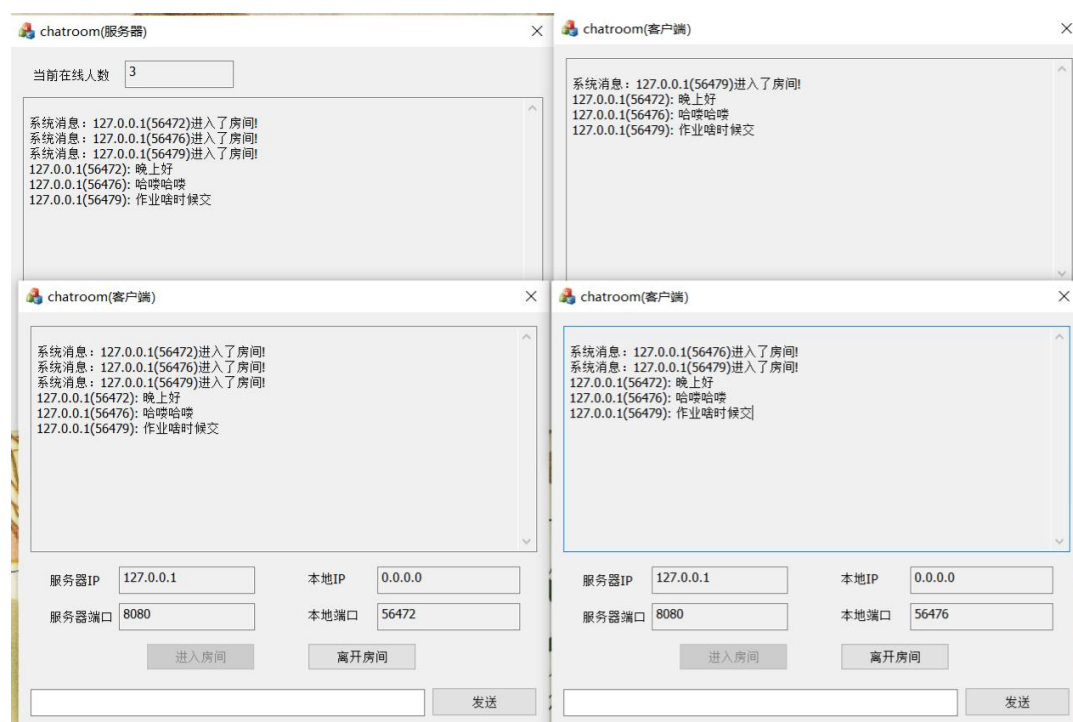 chatroom(服务器)
当前在线人数 3
系统消息：127.0.0.1(56472)进入了房间!
系统消息：127.0.0.1(56476)进入了房间!
系统消息：127.0.0.1(56479)进入了房间!
127.0.0.1(56472): 晚上好
127.0.0.1(56476): 哈喽哈喽
127.0.0.1(56479): 作业啥时候交
chatroom(客户端)
系统消息：127.0.0.1(56479)进入了房间!
127.0.0.1(56472): 晚上好
127.0.0.1(56476): 哈喽哈喽
127.0.0.1(56479): 作业啥时候交
chatroom(客户端)
系统消息：127.0.0.1(56472)进入了房间!
系统消息：127.0.0.1(56476)进入了房间!
系统消息：127.0.0.1(56479)进入了房间!
127.0.0.1(56472): 晚上好
127.0.0.1(56476): 哈喽哈喽
127.0.0.1(56479): 作业啥时候交
服务器IP 127.0.0.1 本地IP 0.0.0.0
服务器端口 8080 本地端口 56472
进入房间 离开房间
发送
chatroom(客户端)
系统消息：127.0.0.1(56476)进入了房间!
系统消息：127.0.0.1(56479)进入了房间!
127.0.0.1(56472): 晚上好
127.0.0.1(56476): 哈喽哈喽
127.0.0.1(56479): 作业啥时候交
服务器IP 127.0.0.1 本地IP 0.0.0.0
服务器端口 8080 本地端口 56476
进入房间 离开房间
发送